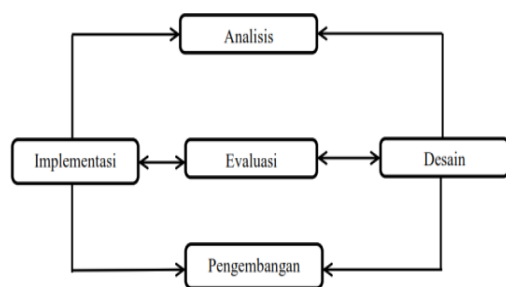 Analisis
Implementasi
Evaluasi
Desain
Pengembangan